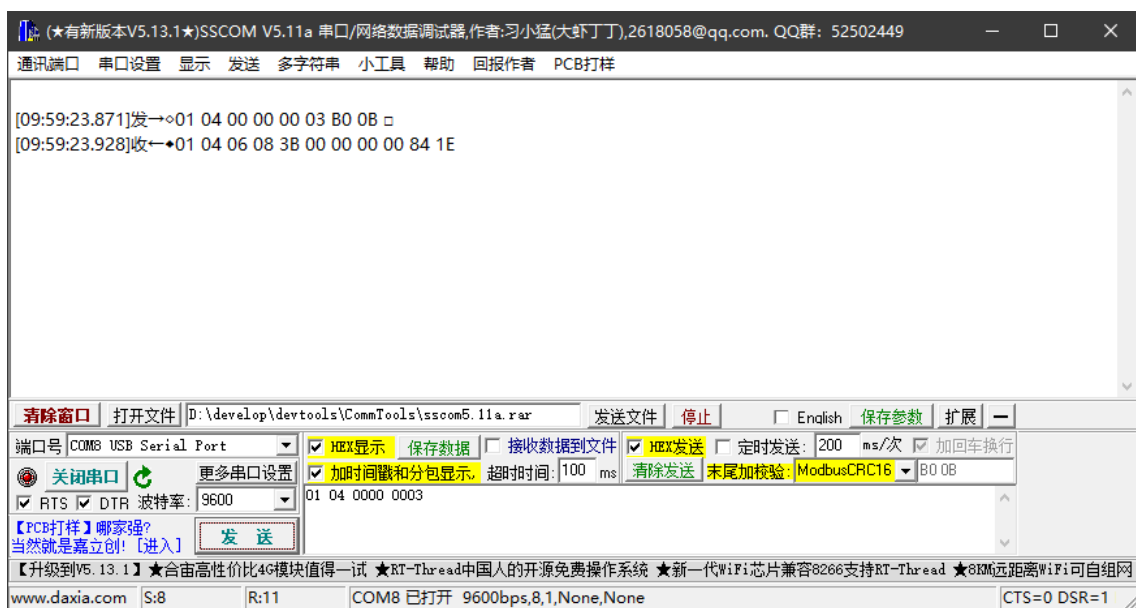 (★有新版本V5.13.1★)SSCOM V5.11a 串口/网络数据调试器,作者:习小猛(大虾丁丁),2618058@qq.com. QQ群: 52502449
通讯端口 串口设置 显示 发送 多字符串 小工具 帮助 回报作者 PCB打样
[09:59:23.871]发→◇01 04 00 00 00 03 B0 0B □
[09:59:23.928]收←◆01 04 06 08 3B 00 00 00 00 84 1E
清除窗口 打开文件 D:\develop\devtools\CommTools\sscom5.11a.rar 发送文件 停止 English 保存参数 扩展 —
端口号 COM8 USB Serial Port HEX显示 保存数据 接收数据到文件 HEX发送 定时发送: 200 ms/次 加回车换行
关闭串口 更多串口设置 加时间戳和分包显示, 超时时间: 100 ms 清除发送 末尾加校验: ModbusCRC16 B0 0B
RTS DTR 波特率: 9600 01 04 0000 0003
【PCB打样】哪家强?
当然就是嘉立创! [进入] 发 送
【升级到V5.13.1】★合宙高性价比4G模块值得一试 ★RT-Thread中国人的开源免费操作系统 ★新一代WiFi芯片兼容8266支持RT-Thread ★8KM远距离WiFi可自组网
www.daxia.com S:8 R:11 COM8 已打开 9600bps,8,1,None,None CTS=0 DSR=1